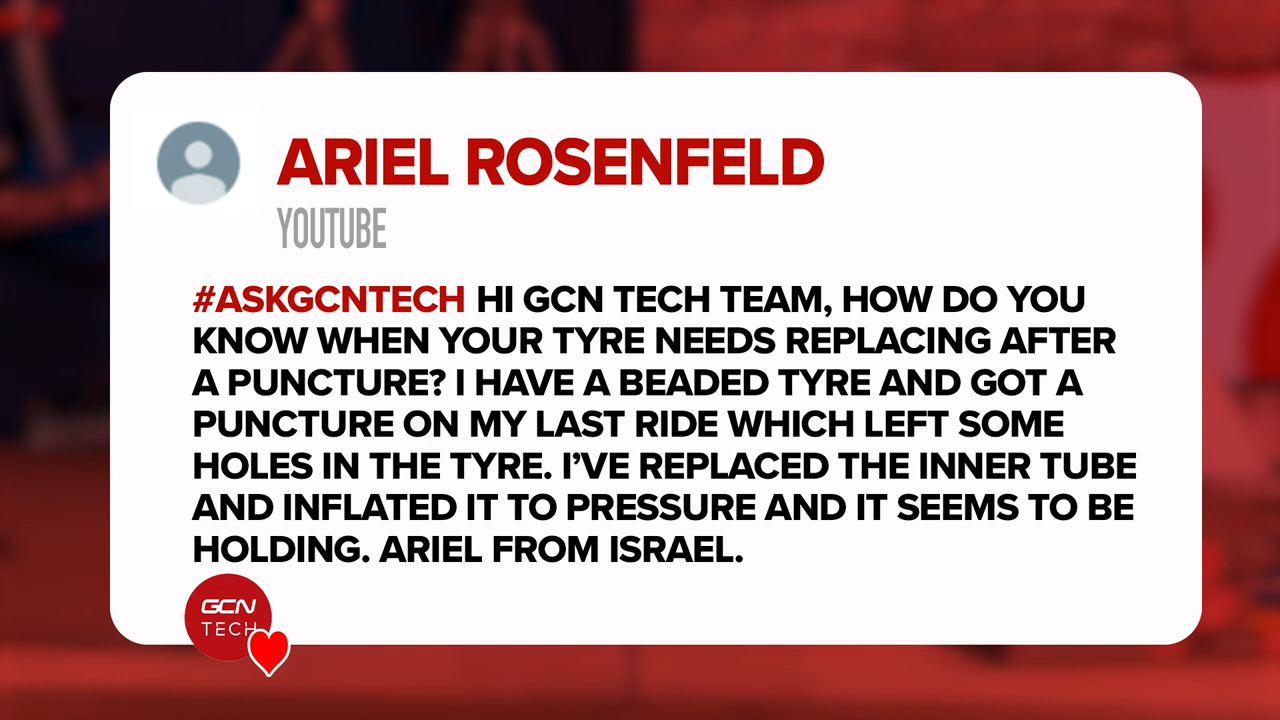 ARIEL ROSENFELD
YOUTUBE
#ASKGCNTECH HI GCN TECH TEAM, HOW DO YOU
KNOW WHEN YOUR TYRE NEEDS REPLACING AFTER
A PUNCTURE? I HAVE A BEADED TYRE AND GOT A
PUNCTURE ON MY LAST RIDE WHICH LEFT SOME
HOLES IN THE TYRE. I’VE REPLACED THE INNER TUBE
AND INFLATED IT TO PRESSURE AND IT SEEMS TO BE
HOLDING. ARIEL FROM ISRAEL.
GCN
TECH